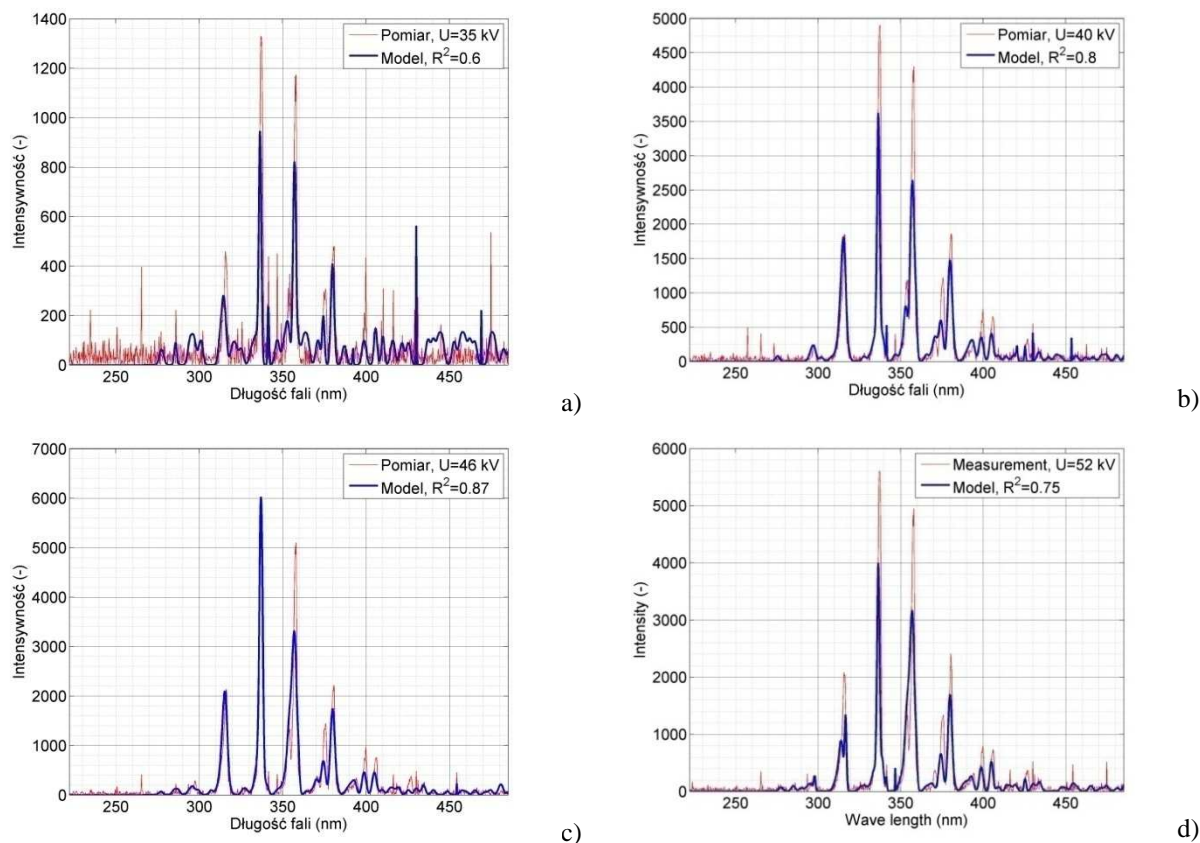 1400
1200
1000
800
600
400
200
0
Intensywność (-)
Pomiar, U=35 kV
Model, R²=0.6
250 300 350 400 450
Długość fali (nm)
a)
5000
4500
4000
3500
3000
2500
2000
1500
1000
500
0
Intensywność (-)
Pomiar, U=40 kV
Model, R²=0.8
250 300 350 400 450
Długość fali (nm)
b)
7000
6000
5000
4000
3000
2000
1000
0
Intensywność (-)
Pomiar, U=46 kV
Model, R²=0.87
250 300 350 400 450
Długość fali (nm)
c)
6000
5000
4000
3000
2000
1000
0
Intensity (-)
Measurement, U=52 kV
Model, R²=0.75
250 300 350 400 450
Wave length (nm)
d)